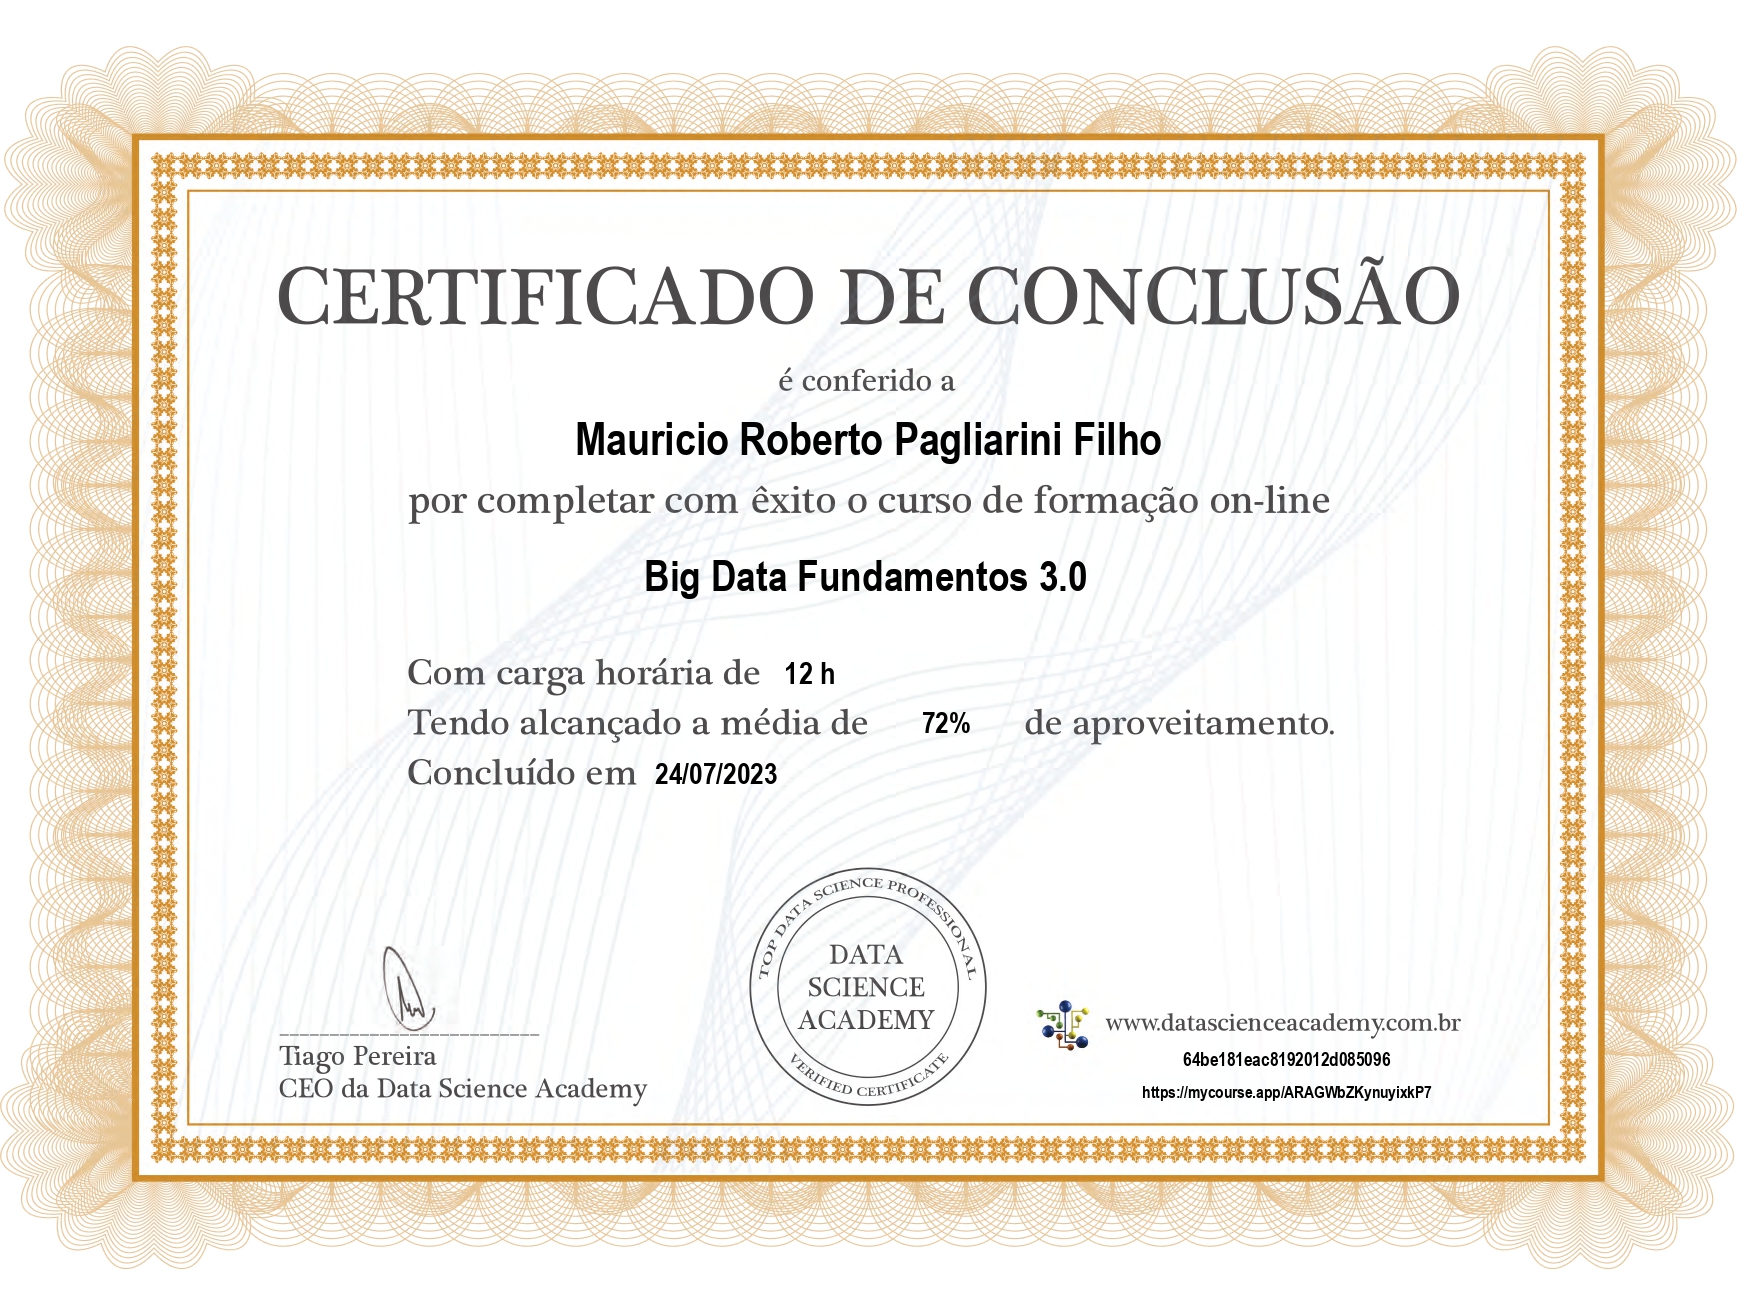 CERTIFICADO DE CONCLUSÃO
é conferido a
Mauricio Roberto Pagliarini Filho
por completar com êxito o curso de formação on-line
Big Data Fundamentos 3.0
Com carga horária de 12 h
Tendo alcançado a média de 72% de aproveitamento.
Concluído em 24/07/2023
Tiago Pereira
CEO da Data Science Academy
TOP DATA SCIENCE PROFESSIONAL
DATA
SCIENCE
ACADEMY
VERIFIED CERTIFICATE
www.datascienceacademy.com.br
64be181eac8192012d085096
https://mycourse.app/ARAGWbZKynuyixkP7